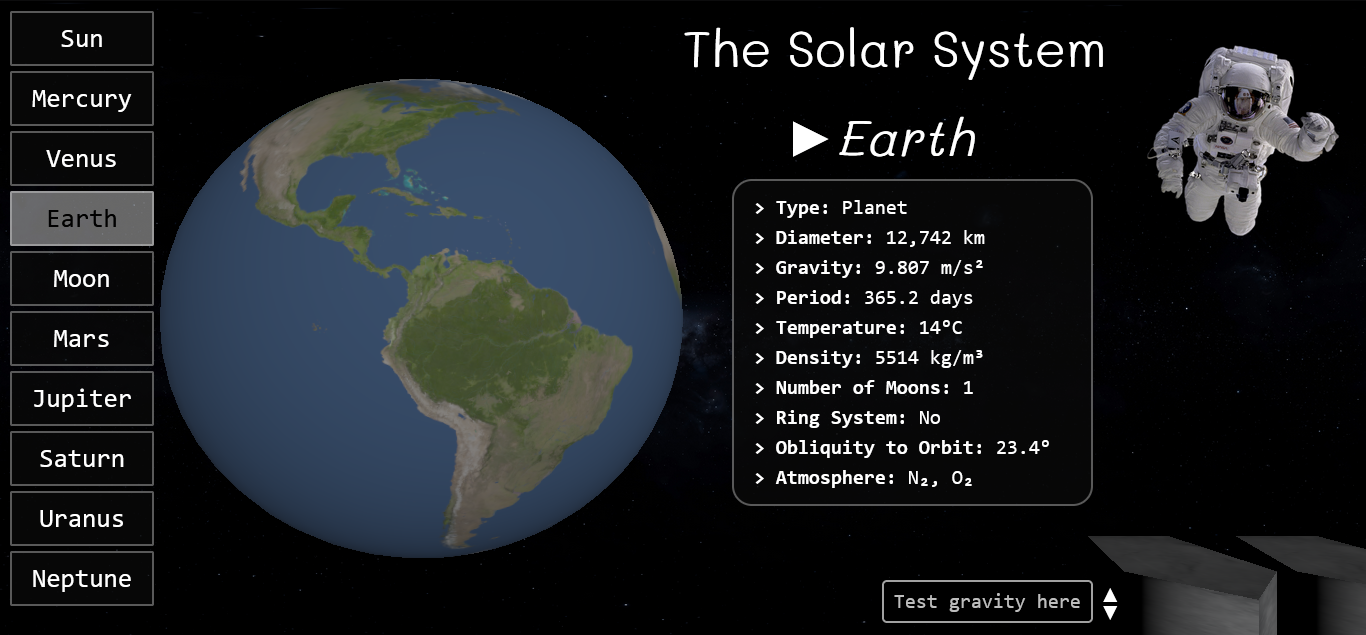 The Solar System
Sun
Mercury
Venus
Earth
Moon
Mars
Jupiter
Saturn
Uranus
Neptune
▶ Earth
> Type: Planet
> Diameter: 12,742 km
> Gravity: 9.807 m/s²
> Period: 365.2 days
> Temperature: 14°C
> Density: 5514 kg/m³
> Number of Moons: 1
> Ring System: No
> Obliquity to Orbit: 23.4°
> Atmosphere: N₂, O₂
Test gravity here